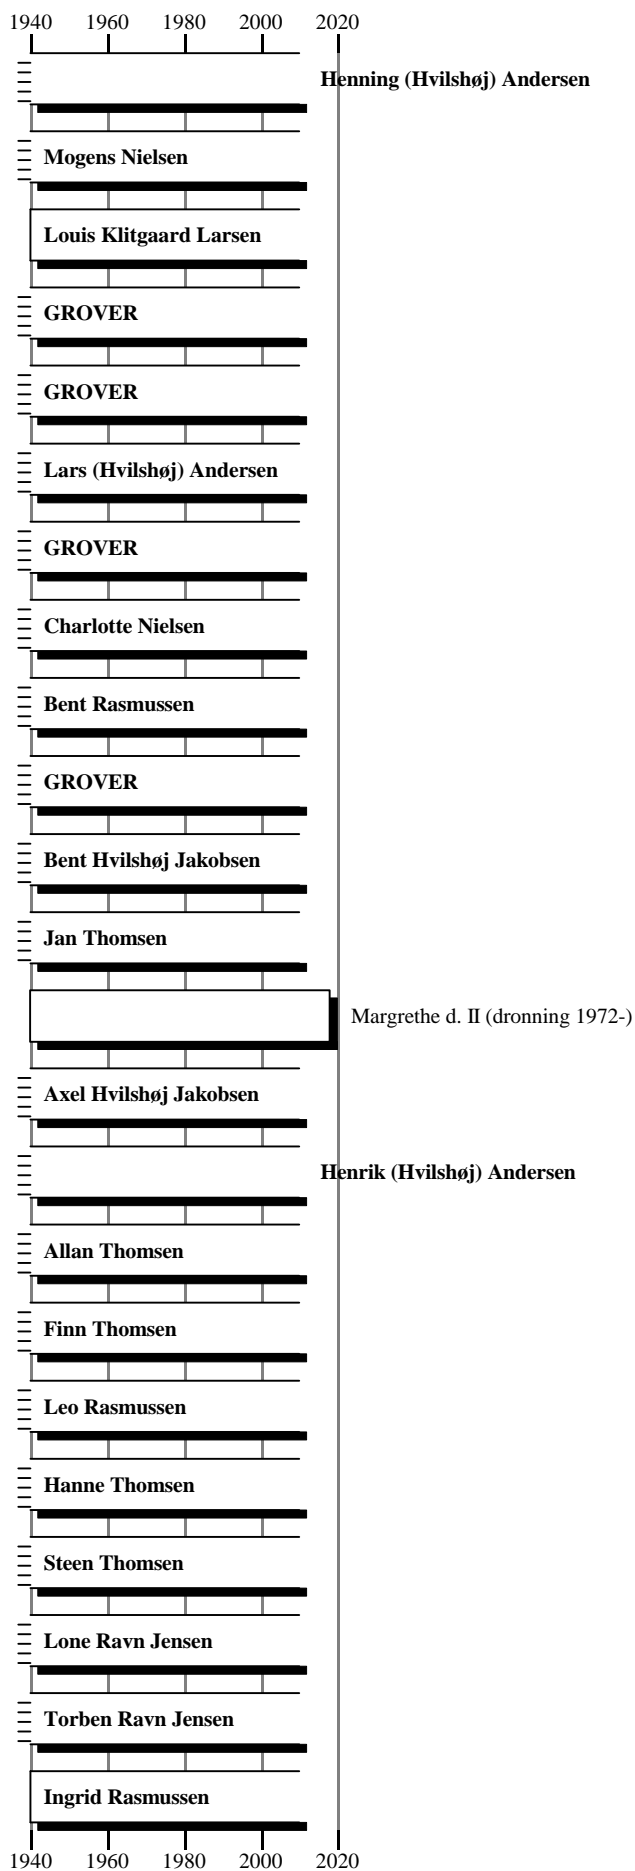 1940 1960 1980 2000 2020
Henning (Hvilshøj) Andersen
Mogens Nielsen
Louis Klitgaard Larsen
GROVER
GROVER
Lars (Hvilshøj) Andersen
GROVER
Charlotte Nielsen
Bent Rasmussen
GROVER
Bent Hvilshøj Jakobsen
Jan Thomsen
Margrethe d. II (dronning 1972-)
Axel Hvilshøj Jakobsen
Henrik (Hvilshøj) Andersen
Allan Thomsen
Finn Thomsen
Leo Rasmussen
Hanne Thomsen
Steen Thomsen
Lone Ravn Jensen
Torben Ravn Jensen
Ingrid Rasmussen
1940 1960 1980 2000 2020